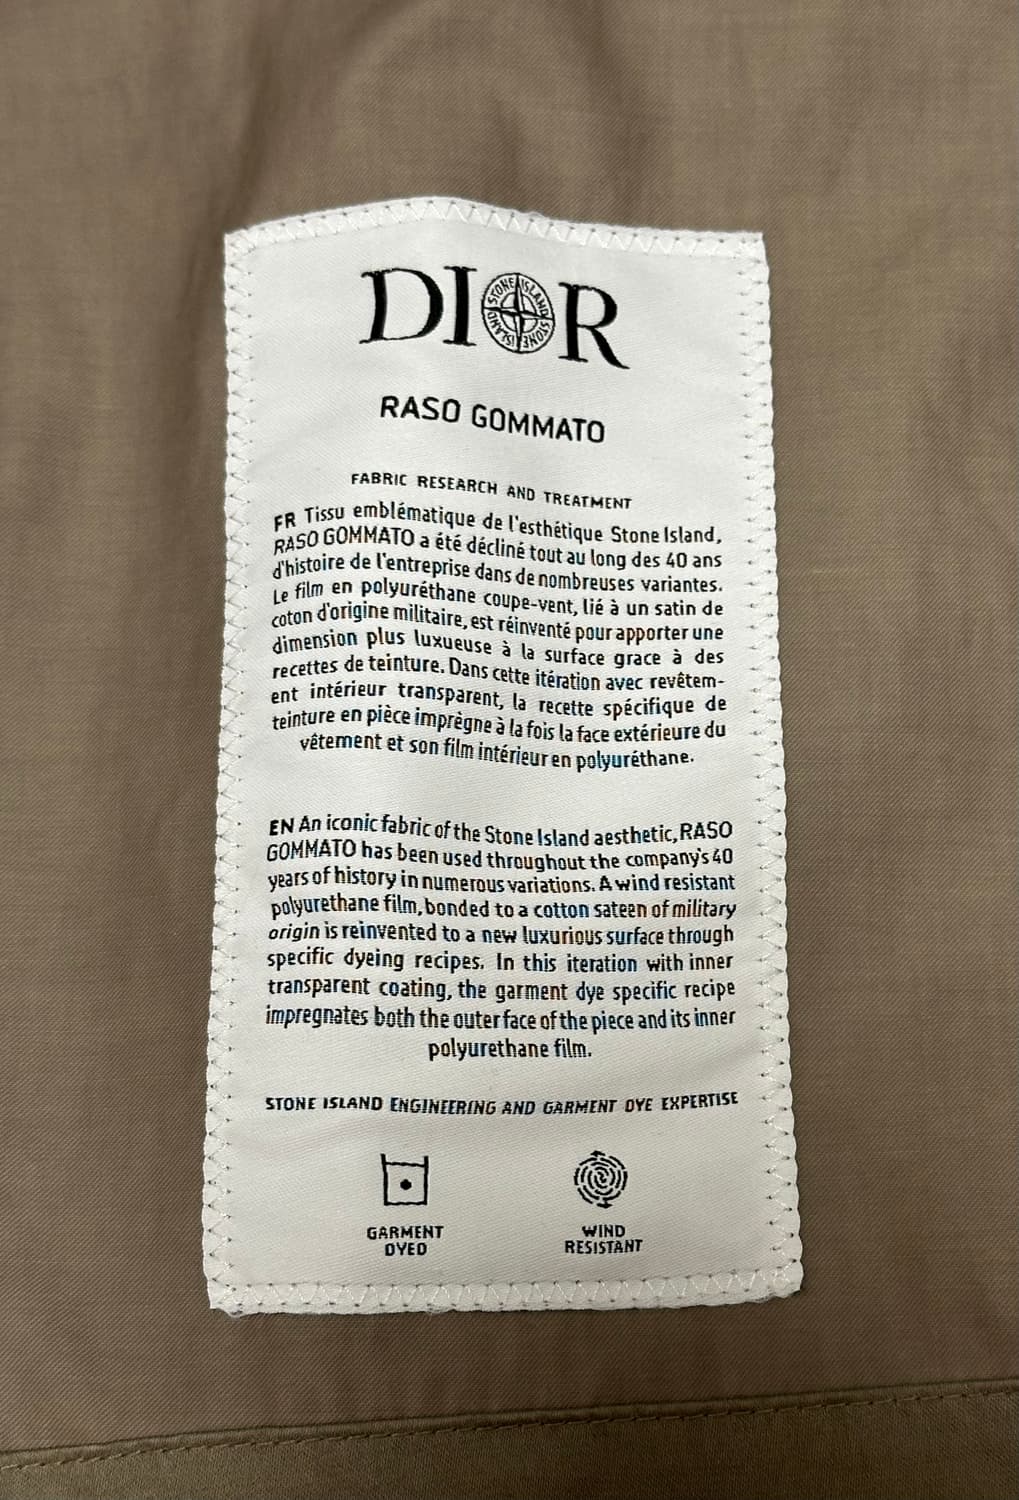 DIOR
STONE ISLAND STONE ISLAND
RASO GOMMATO
FABRIC RESEARCH AND TREATMENT
FR Tissu emblématique de l'esthétique Stone Island,
RASO GOMMATO a été décliné tout au long des 40 ans
d'histoire de l'entreprise dans de nombreuses variantes.
Le film en polyuréthane coupe-vent, lié à un satin de
coton d'origine militaire, est réinventé pour apporter une
dimension plus luxueuse à la surface grace à des
recettes de teinture. Dans cette itération avec revêtem-
ent intérieur transparent, la recette spécifique de
teinture en pièce imprègne à la fois la face extérieure du
vêtement et son film intérieur en polyuréthane.
EN An iconic fabric of the Stone Island aesthetic, RASO
GOMMATO has been used throughout the company's 40
years of history in numerous variations. A wind resistant
polyurethane film, bonded to a cotton sateen of military
origin is reinvented to a new luxurious surface through
specific dyeing recipes. In this iteration with inner
transparent coating, the garment dye specific recipe
impregnates both the outer face of the piece and its inner
polyurethane film.
STONE ISLAND ENGINEERING AND GARMENT DYE EXPERTISE
GARMENT
DYED
WIND
RESISTANT